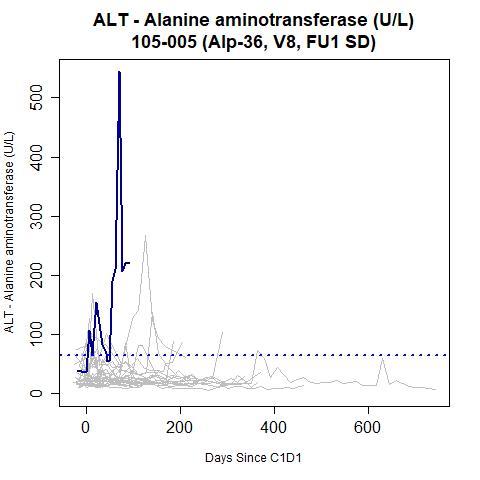 ALT - Alanine aminotransferase (U/L)
105-005 (Alp-36, V8, FU1 SD)
ALT - Alanine aminotransferase (U/L)
500
400
300
200
100
0
0 200 400 600
Days Since C1D1